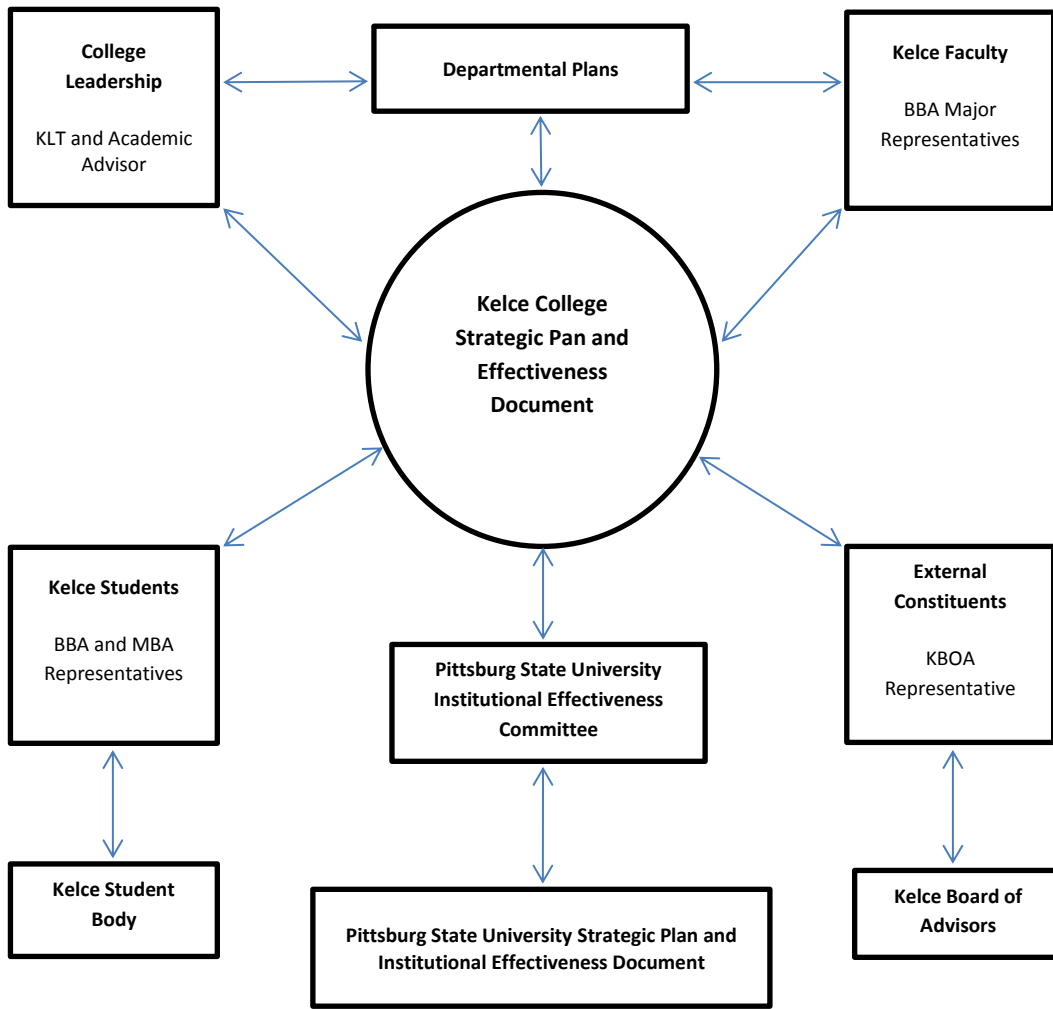 College
Leadership
KLT and Academic
Advisor
Departmental Plans
Kelce Faculty
BBA Major
Representatives
Kelce College
Strategic Pan and
Effectiveness
Document
Kelce Students
BBA and MBA
Representatives
Pittsburg State University
Institutional Effectiveness
Committee
External
Constituents
KBOA
Representative
Kelce Student
Body
Pittsburg State University Strategic Plan and
Institutional Effectiveness Document
Kelce Board of
Advisors